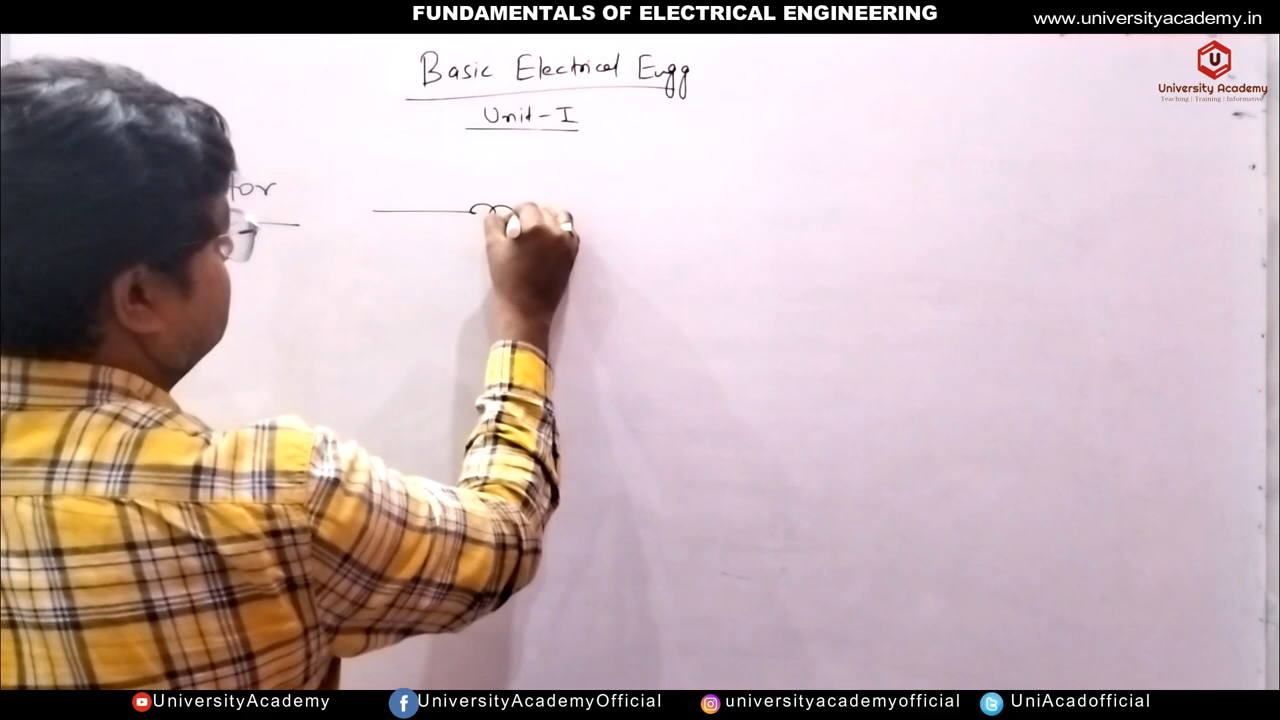 FUNDAMENTALS OF ELECTRICAL ENGINEERING
www.universityacademy.in
U
University Academy
Teaching | Training | Informative
Basic Electrical Engg
Unit - I
tor
UniversityAcademy
UniversityAcademyOfficial
universityacademyofficial
UniAcadofficial